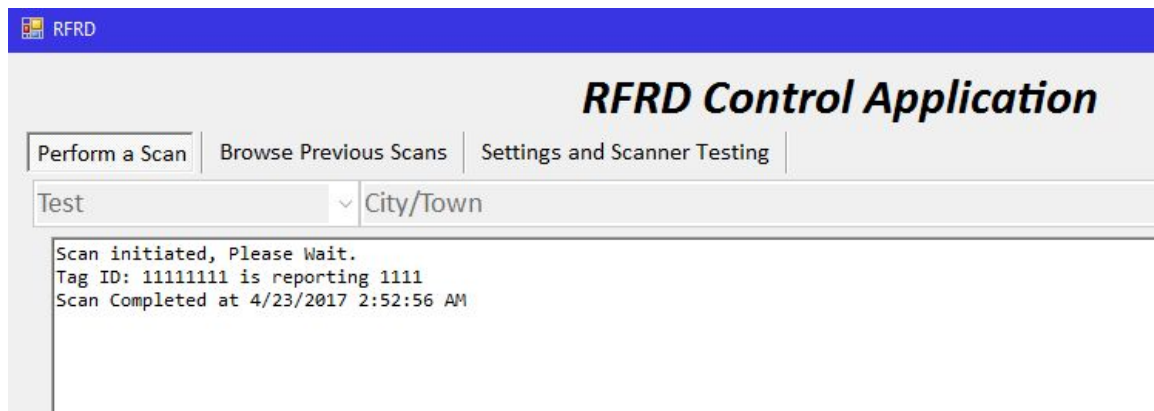 RFRD
RFRD Control Application
Perform a Scan Browse Previous Scans Settings and Scanner Testing
Test City/Town
Scan initiated, Please Wait.
Tag ID: 11111111 is reporting 1111
Scan Completed at 4/23/2017 2:52:56 AM